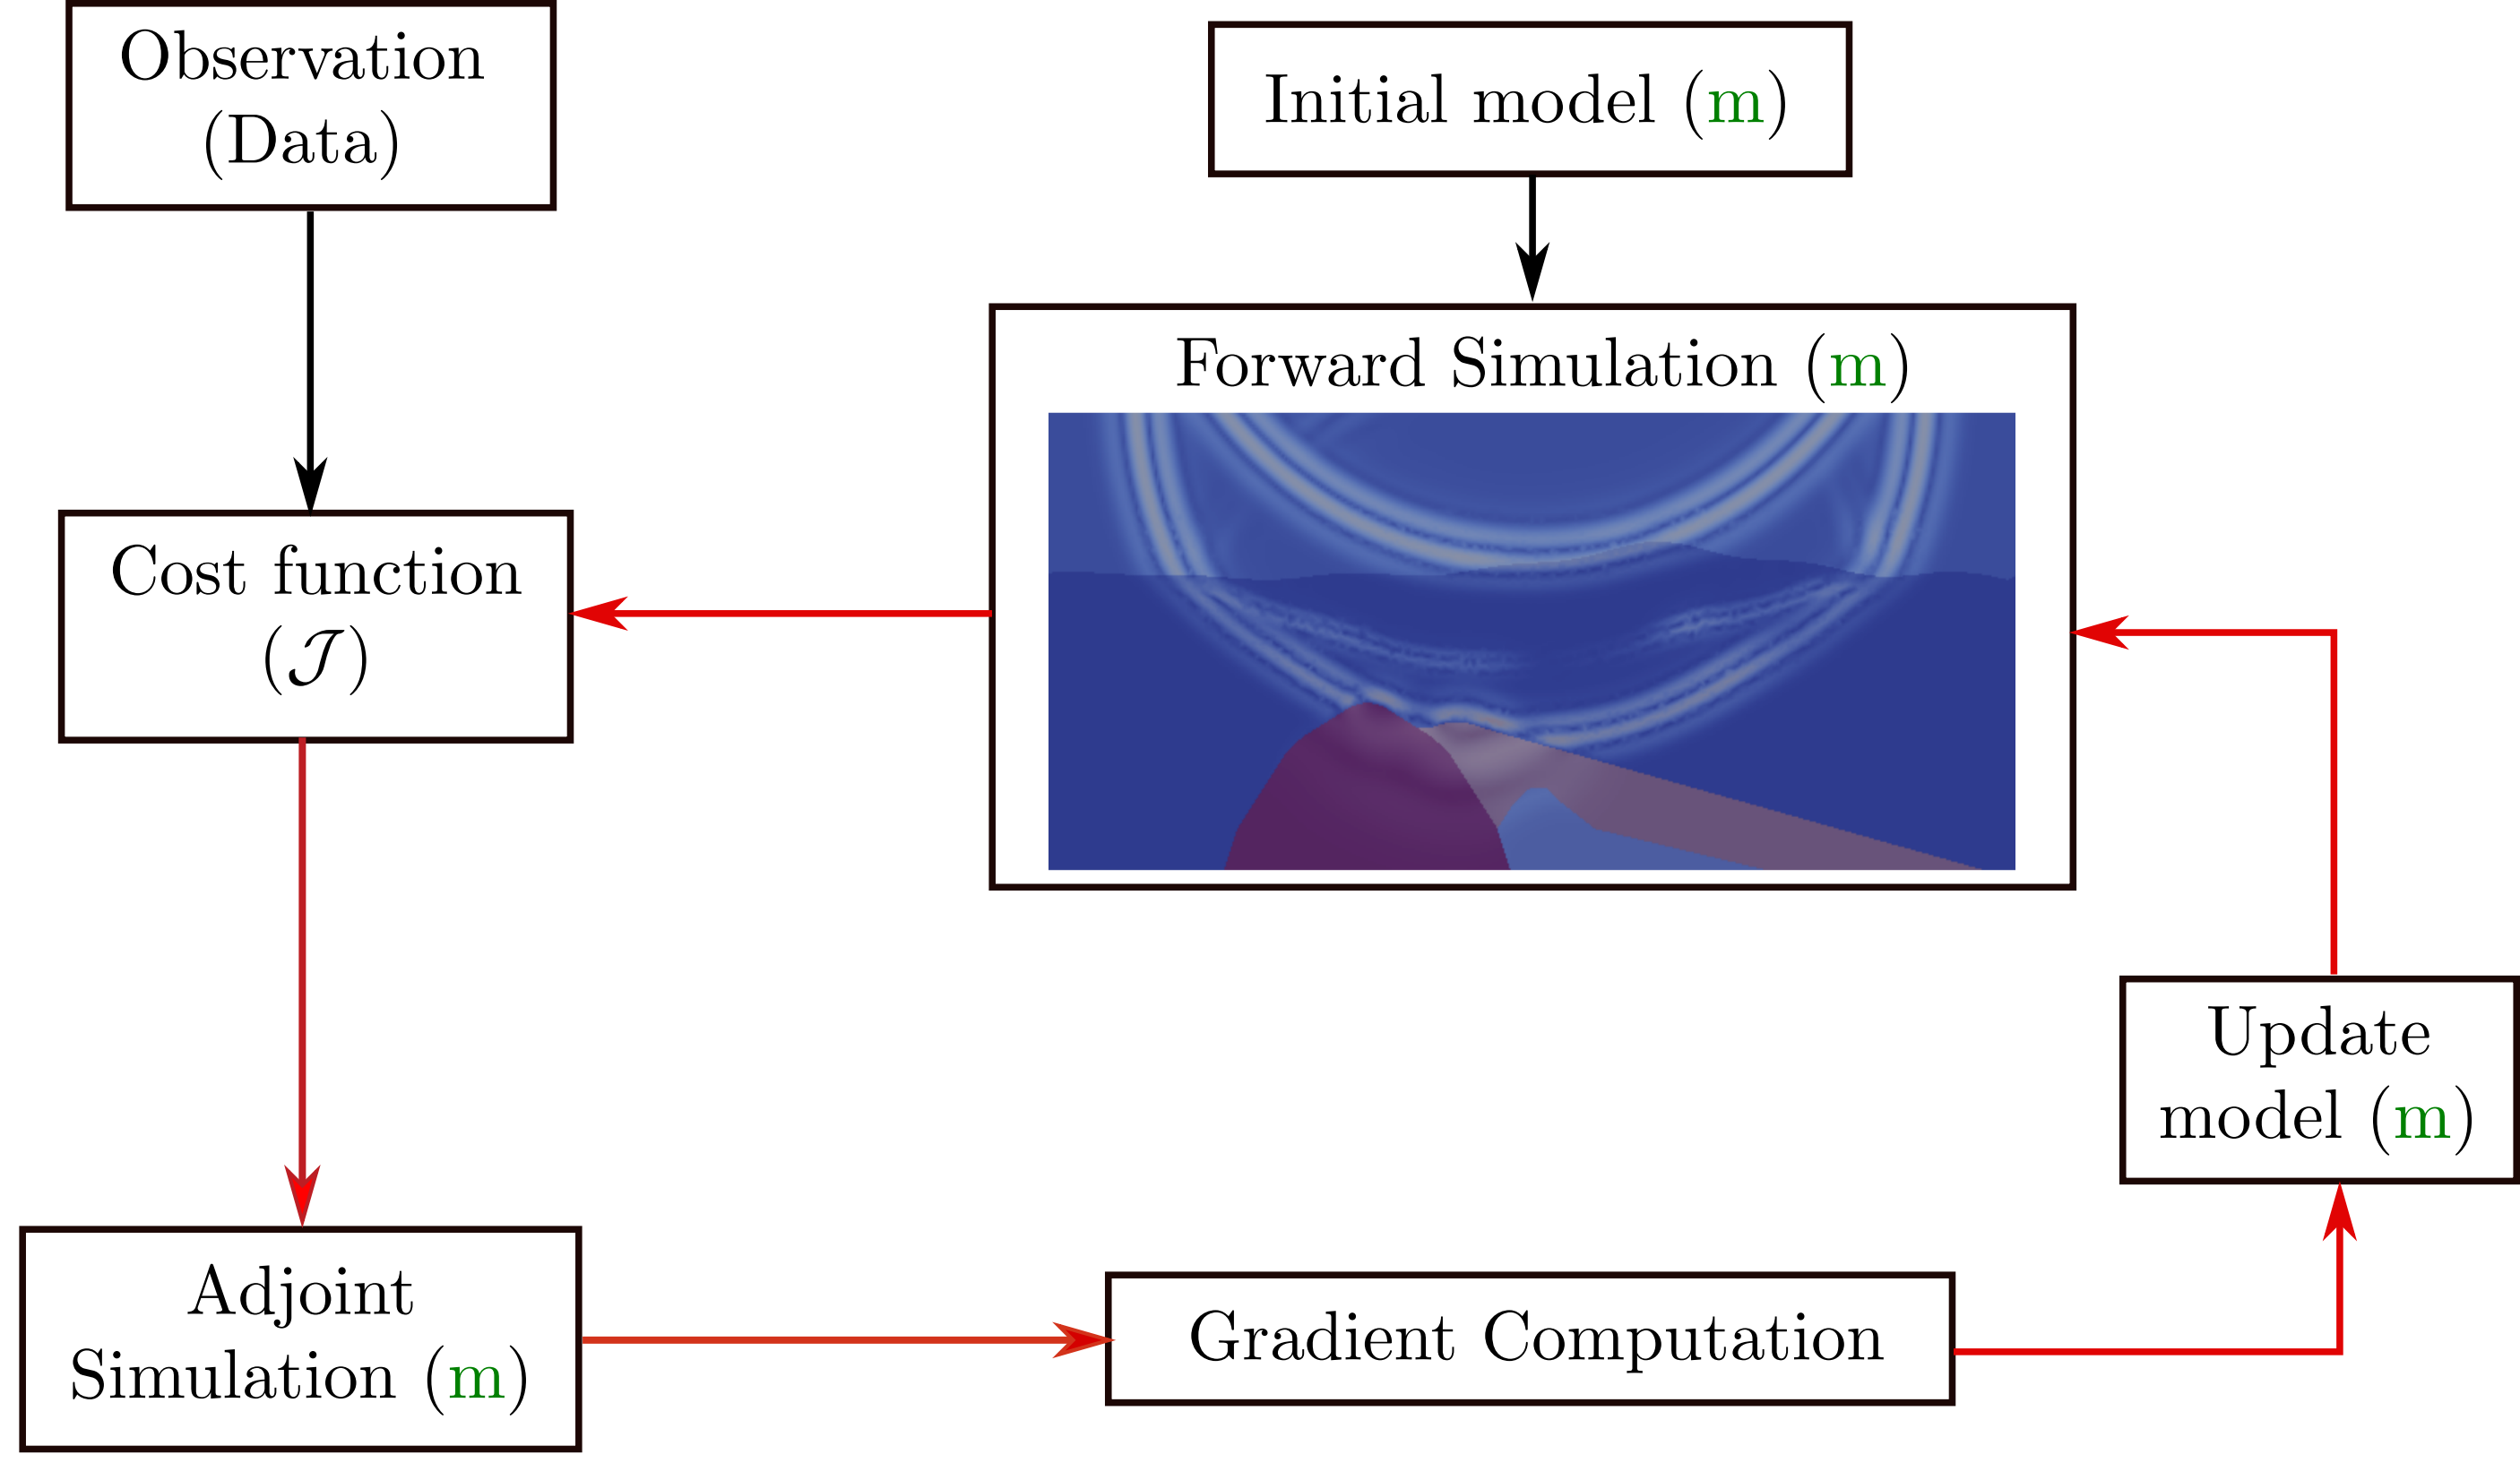 Observation
(Data)
Initial model (m)
Forward Simulation (m)
Cost function
(𝒥)
Update
model (m)
Adjoint
Simulation (m)
Gradient Computation